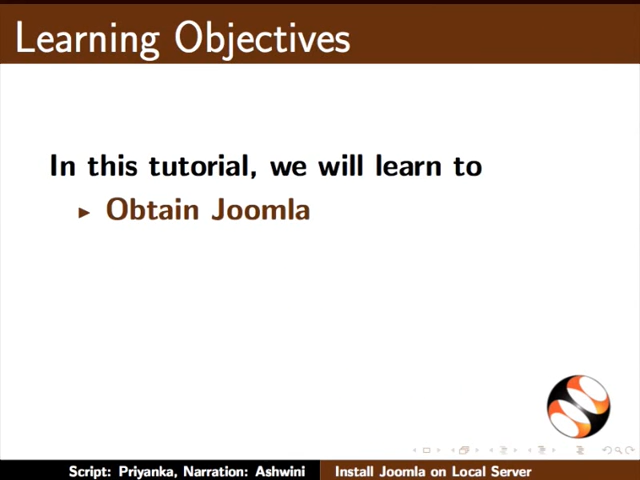 Learning Objectives
In this tutorial, we will learn to
Obtain Joomla
Script: Priyanka, Narration: Ashwini Install Joomla on Local Server